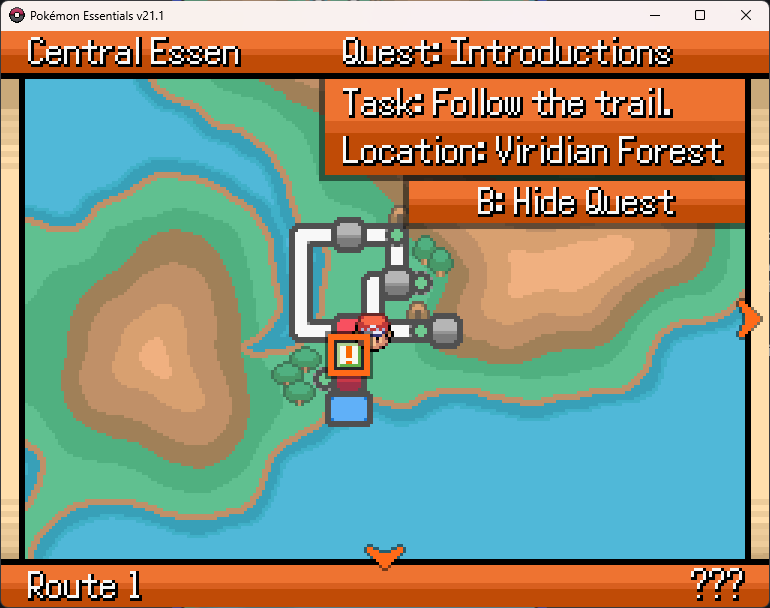 Pokémon Essentials v21.1
Central Essen
Quest: Introductions
Task: Follow the trail.
Location: Viridian Forest
B: Hide Quest
!
Route 1
???